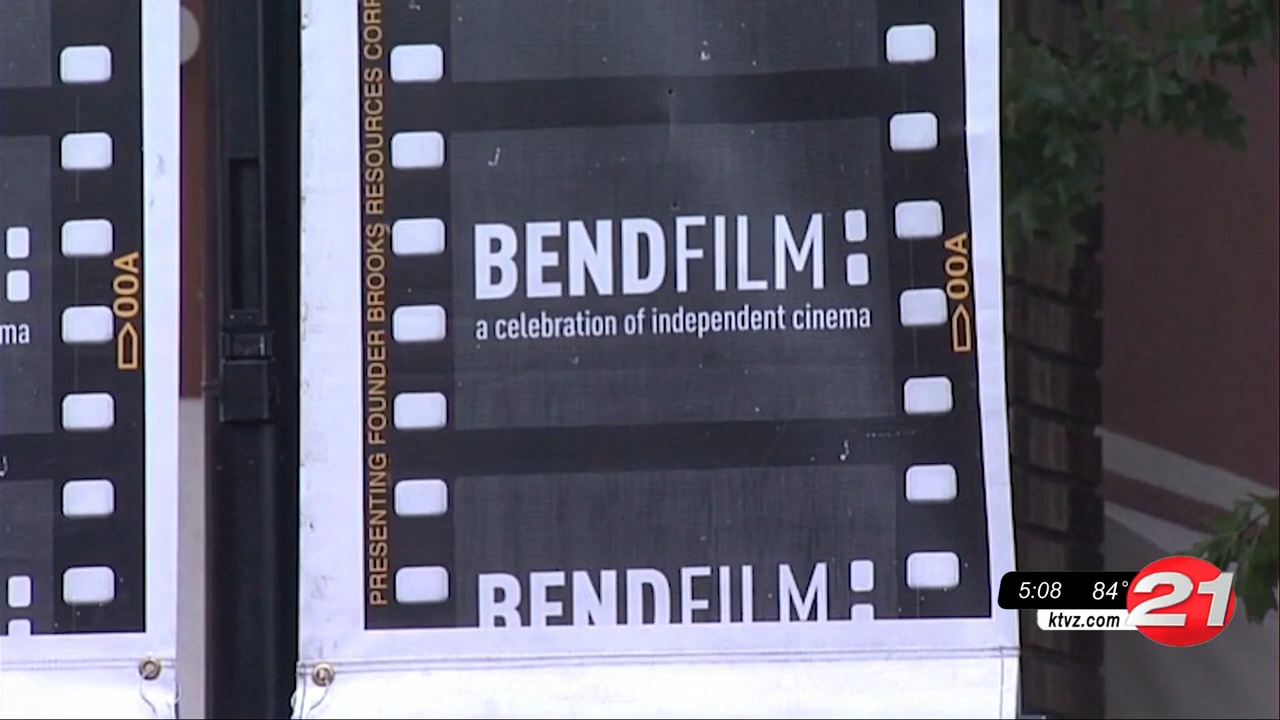 PRESENTING FOUNDER BROOKS RESOURCES
BENDFILM:
a celebration of independent cinema
00A
BENDFILM:
ma
00A
5:08 84°
ktvz.com
21